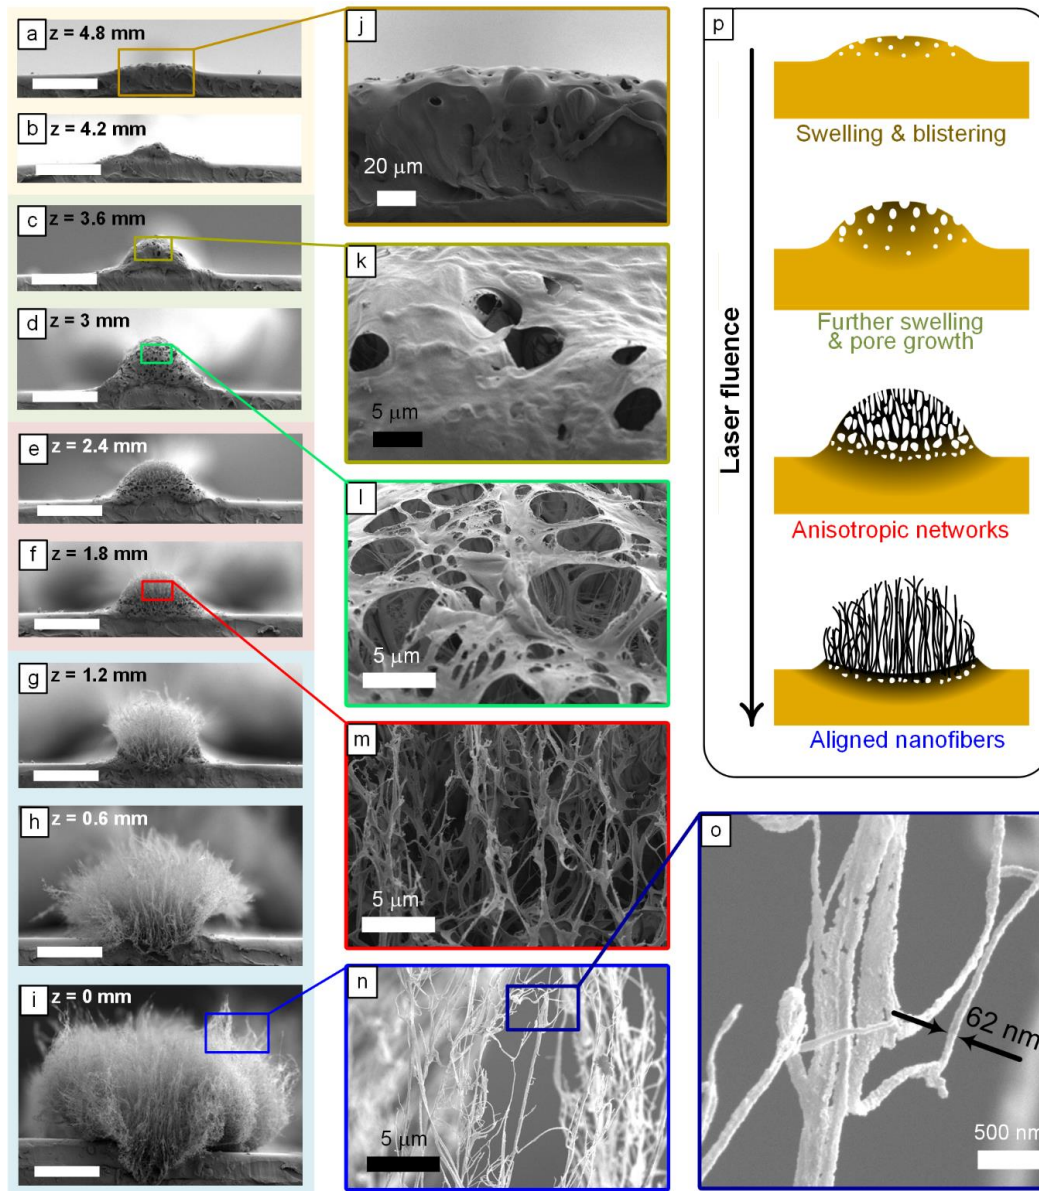 a z = 4.8 mm
b z = 4.2 mm
c z = 3.6 mm
d z = 3 mm
e z = 2.4 mm
f z = 1.8 mm
g z = 1.2 mm
h z = 0.6 mm
i z = 0 mm
j
20 μm
k
5 μm
l
5 μm
m
5 μm
n
5 μm
p
Laser fluence
Swelling & blistering
Further swelling
& pore growth
Anisotropic networks
Aligned nanofibers
o
62 nm
500 nm